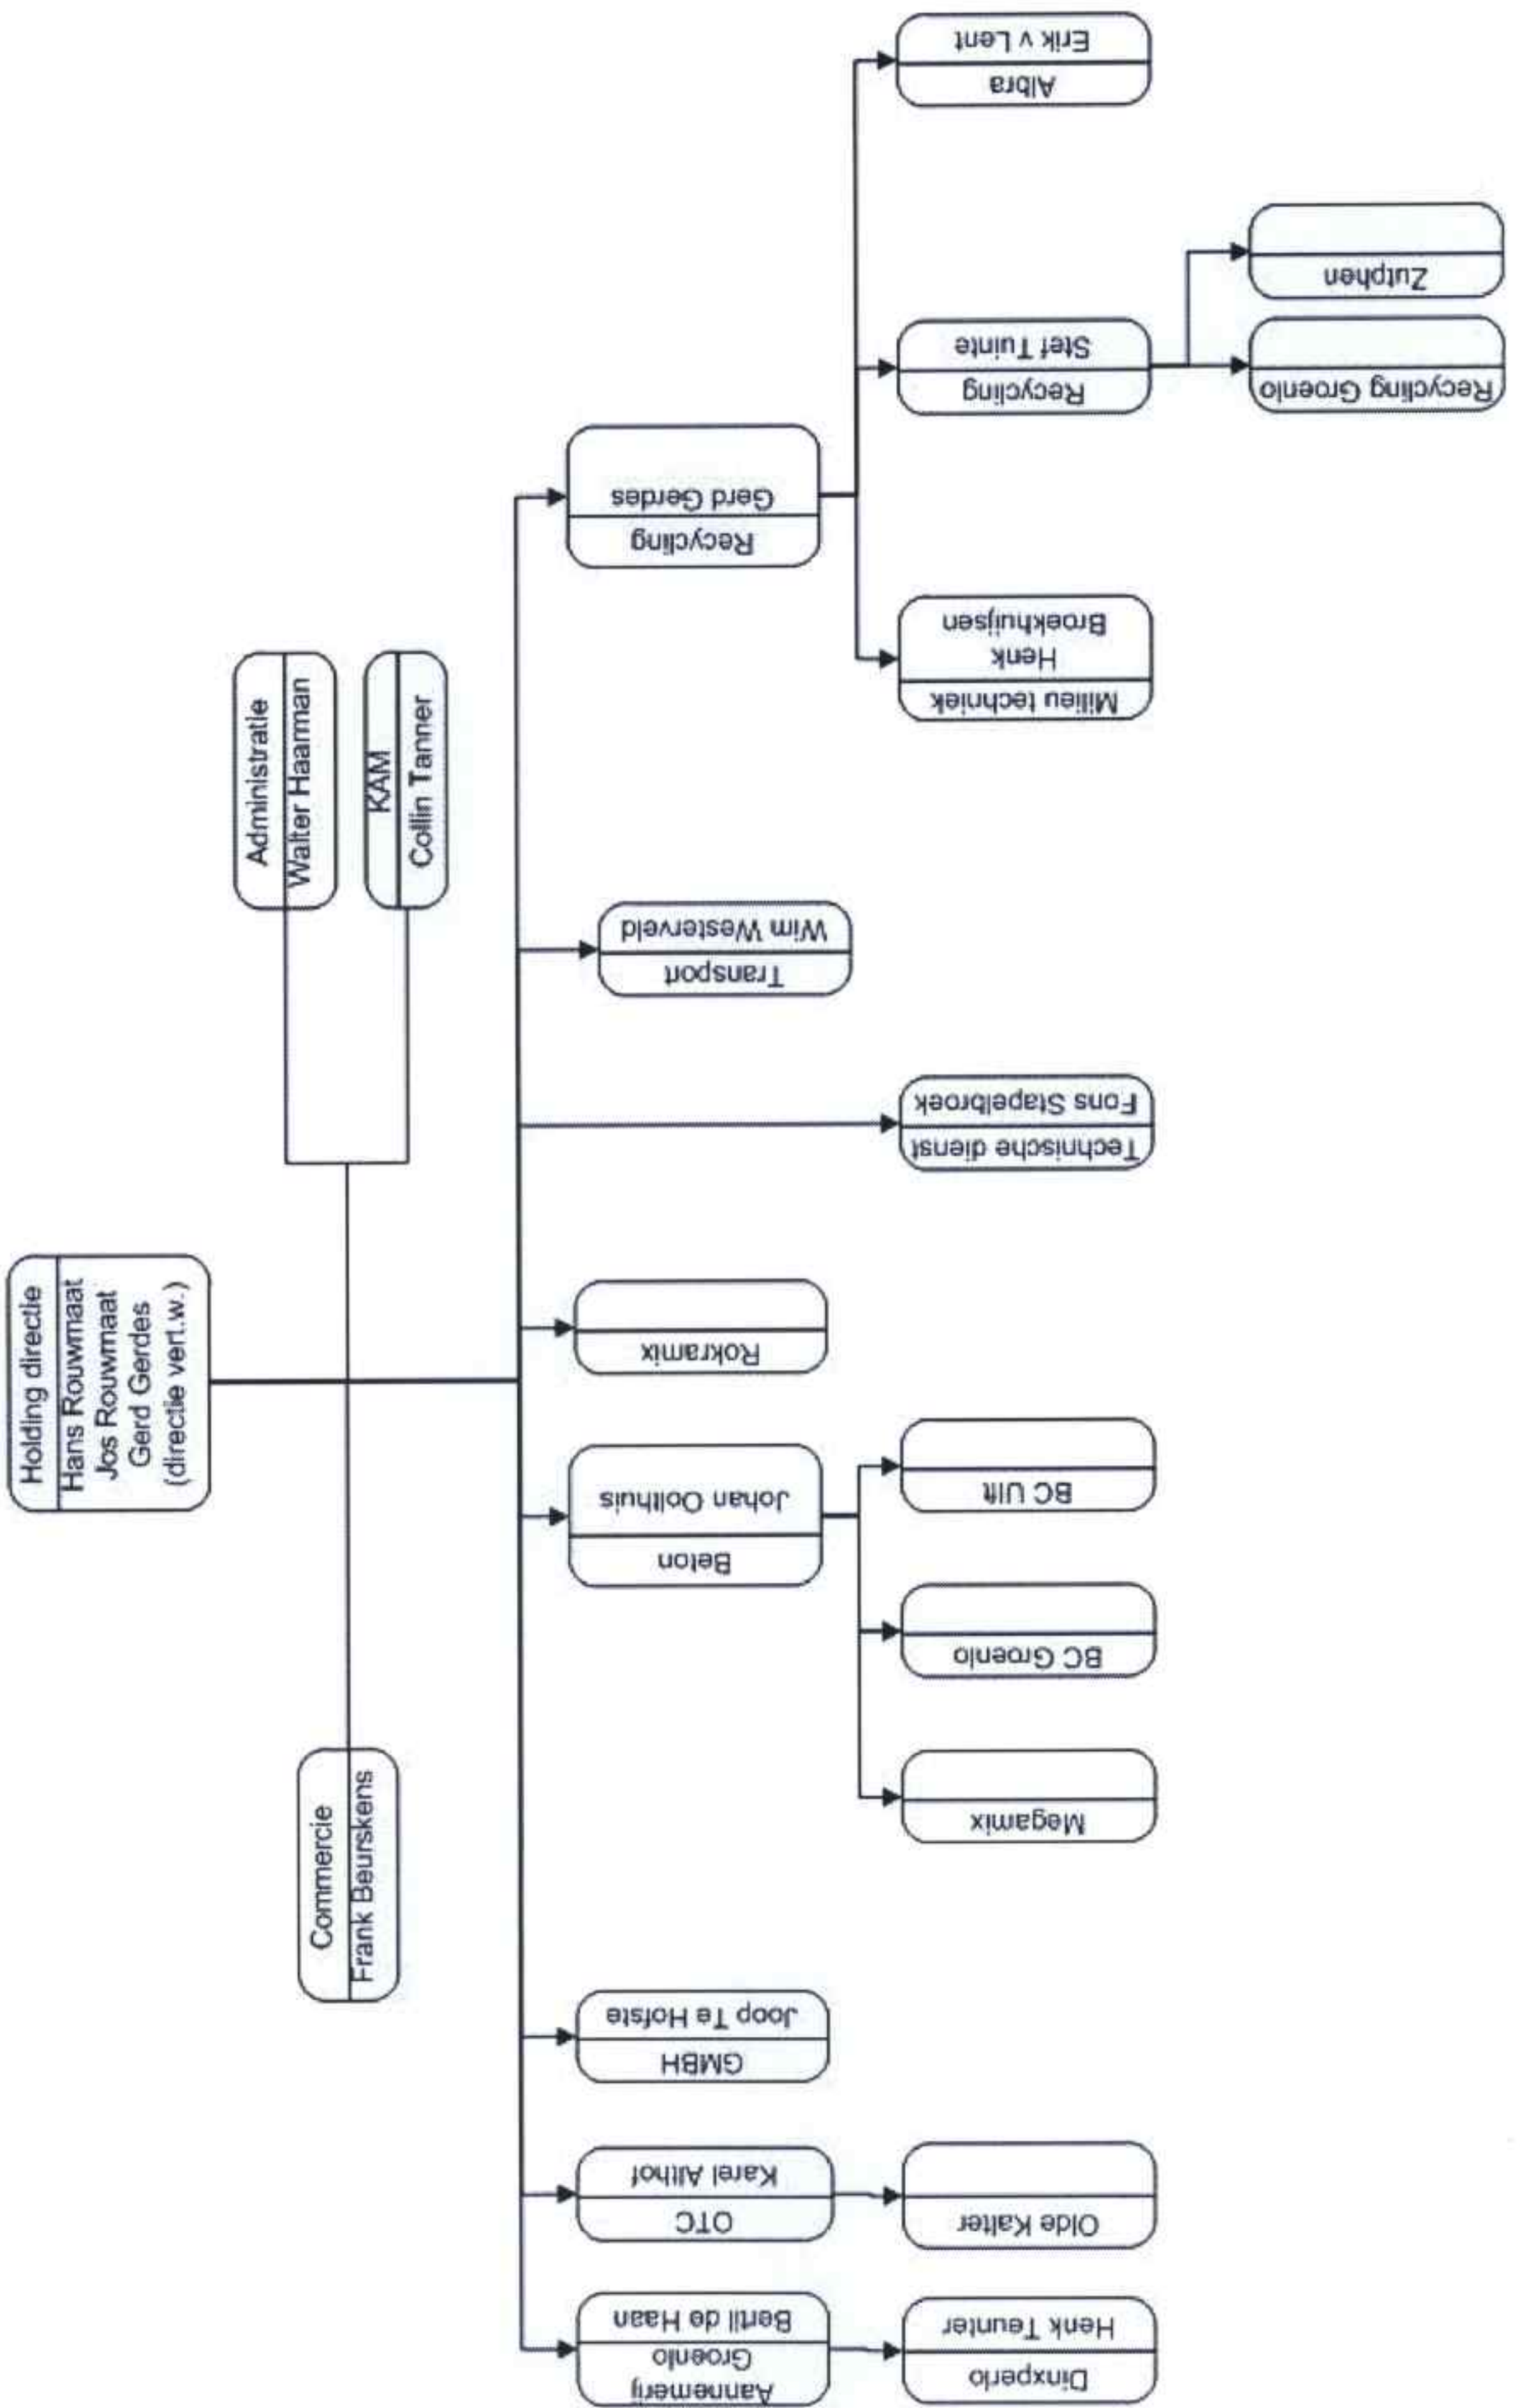 Holding directie
Hans Rouwmaat
Jos Rouwmaat
Gerd Gerdes
(directie vert.w.)
Commercie
Frank Beurskens
Administratie
Walter Haarman
KAM
Collin Tanner
Aannemerij
Groenlo
Bertil de Haan
OTC
Karel Althof
GMBH
Joop Te Hofste
Beton
Johan Oolthuis
Rokramix
Transport
Wim Westerveld
Recycling
Gerd Gerdes
Dinxperlo
Henk Teunter
Olde Kalter
Megamix
BC Groenlo
BC Ulft
Technische dienst
Fons Stapelbroek
Milieu techniek
Henk
Broekhuijsen
Recycling
Stef Tuinte
Albra
Erik v Lent
Recycling Groenlo
Zutphen